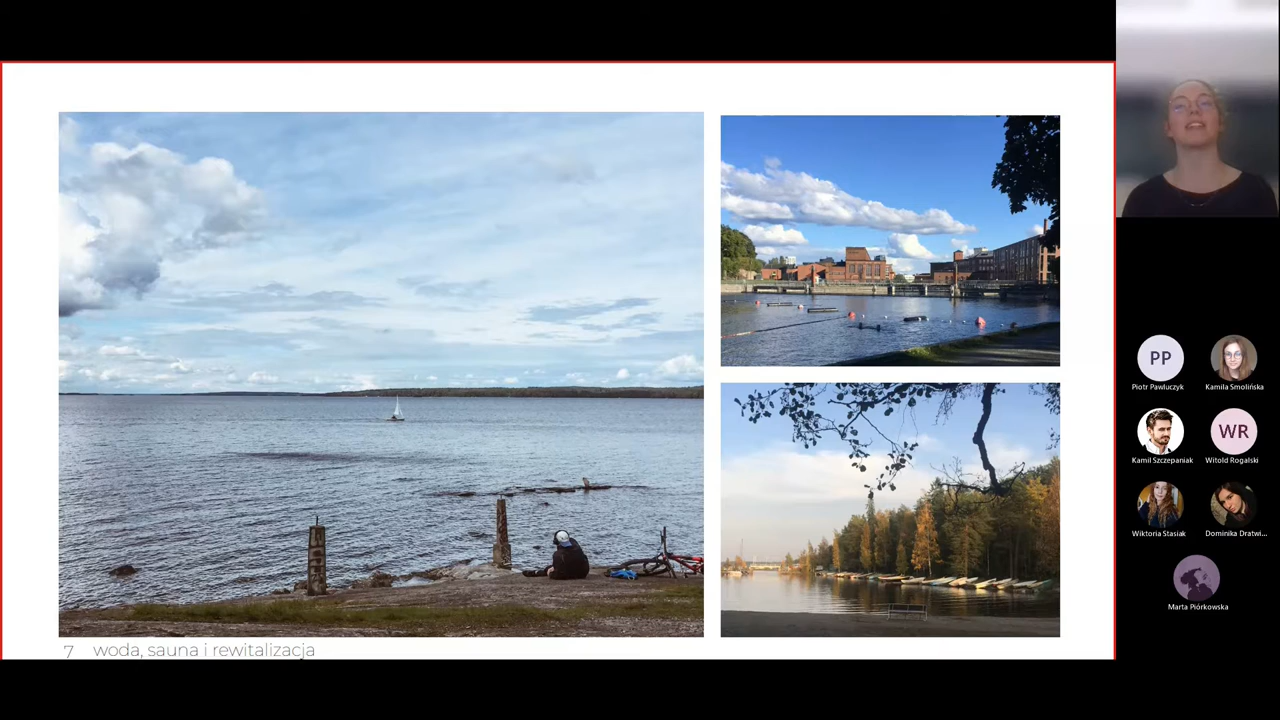 7 woda, sauna i rewitalizacja
PP
Piotr Pawluczyk
Kamila Smolińska
Kamil Szczepaniak
WR
Witold Rogalski
Wiktoria Stasiak
Dominika Dratwi...
Marta Piórkowska